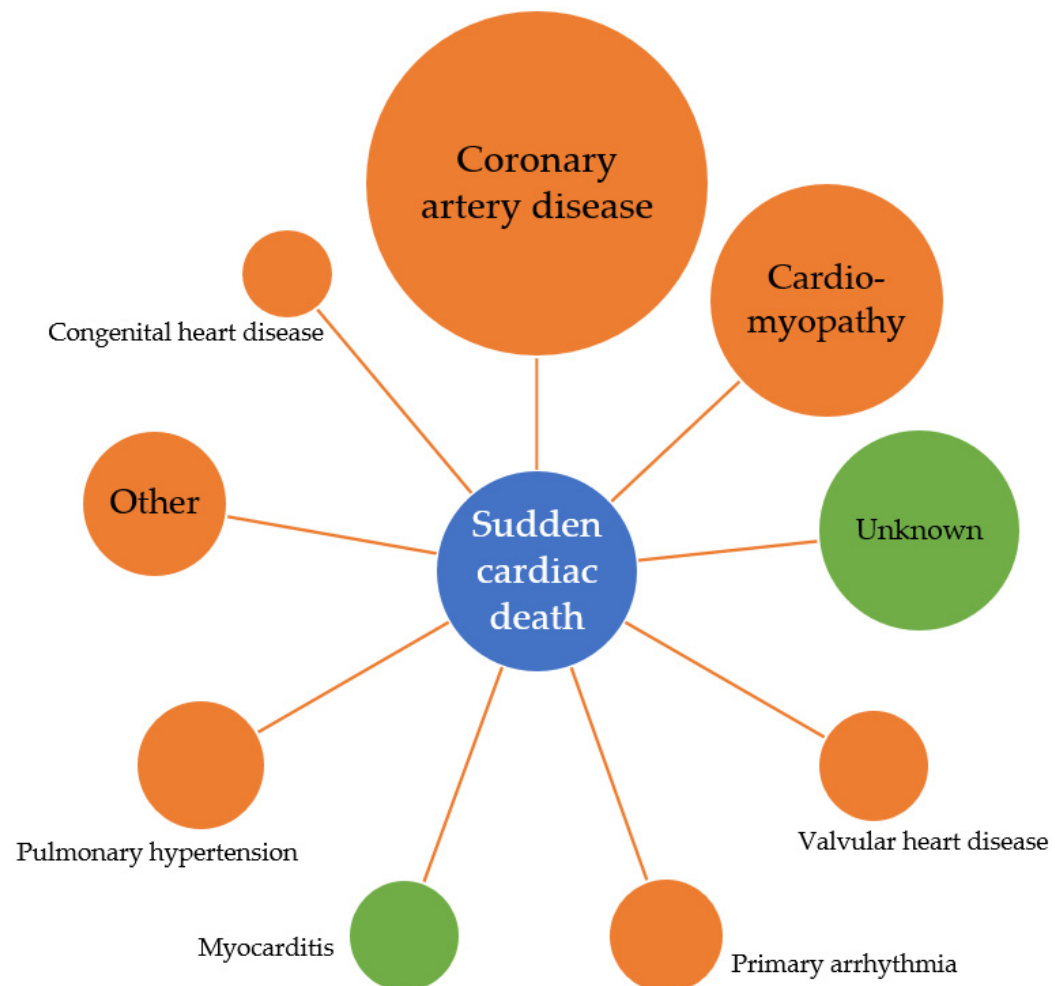 Coronary
artery disease
Cardio-
myopathy
Congenital heart disease
Other
Sudden
cardiac
death
Unknown
Pulmonary hypertension
Valvular heart disease
Myocarditis
Primary arrhythmia